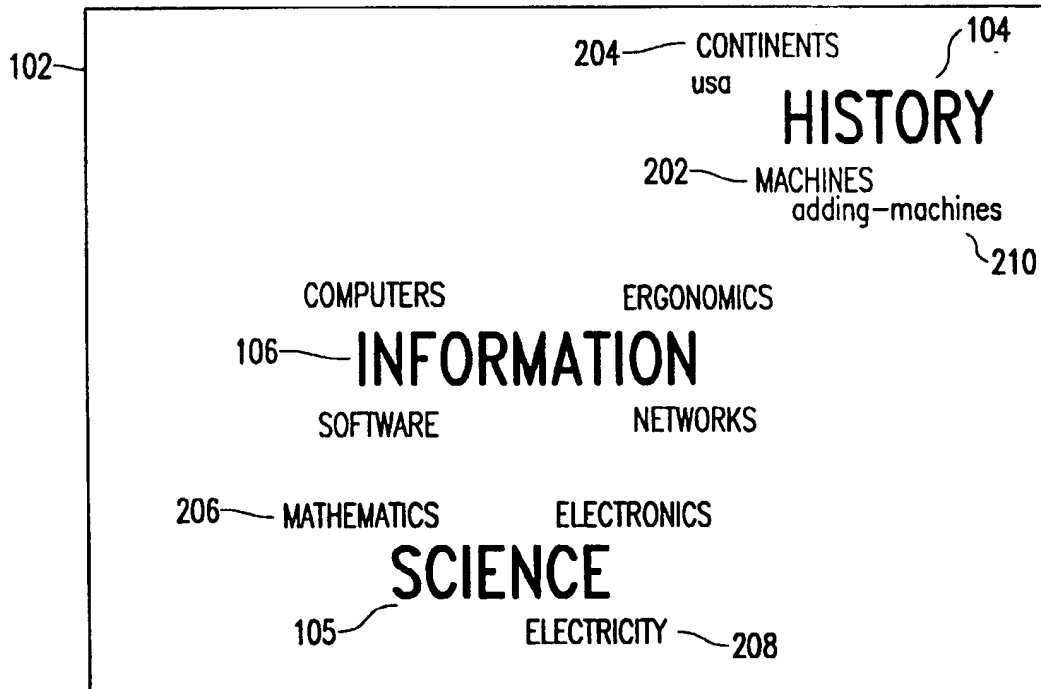 204 CONTINENTS 104
102
usa
HISTORY
202 MACHINES
adding-machines
210
COMPUTERS ERGONOMICS
106 INFORMATION
SOFTWARE NETWORKS
206 MATHEMATICS ELECTRONICS
SCIENCE
105 ELECTRICITY 208